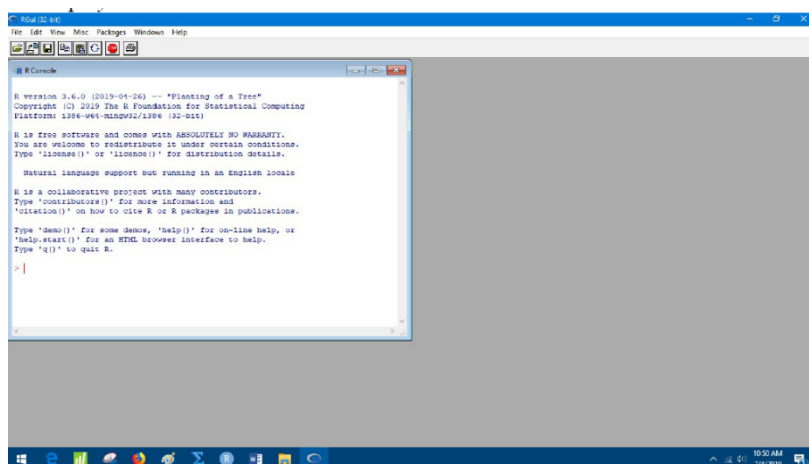 RGui (32-bit)
File Edit View Misc Packages Windows Help
R Console
R version 3.6.0 (2019-04-26) -- "Planting of a Tree"
Copyright (C) 2019 The R Foundation for Statistical Computing
Platform: i386-w64-mingw32/i386 (32-bit)
R is free software and comes with ABSOLUTELY NO WARRANTY.
You are welcome to redistribute it under certain conditions.
Type 'license()' or 'licence()' for distribution details.
Natural language support but running in an English locale
R is a collaborative project with many contributors.
Type 'contributors()' for more information and
'citation()' on how to cite R or R packages in publications.
Type 'demo()' for some demos, 'help()' for on-line help, or
'help.start()' for an HTML browser interface to help.
Type 'q()' to quit R.
>
10:50 AM